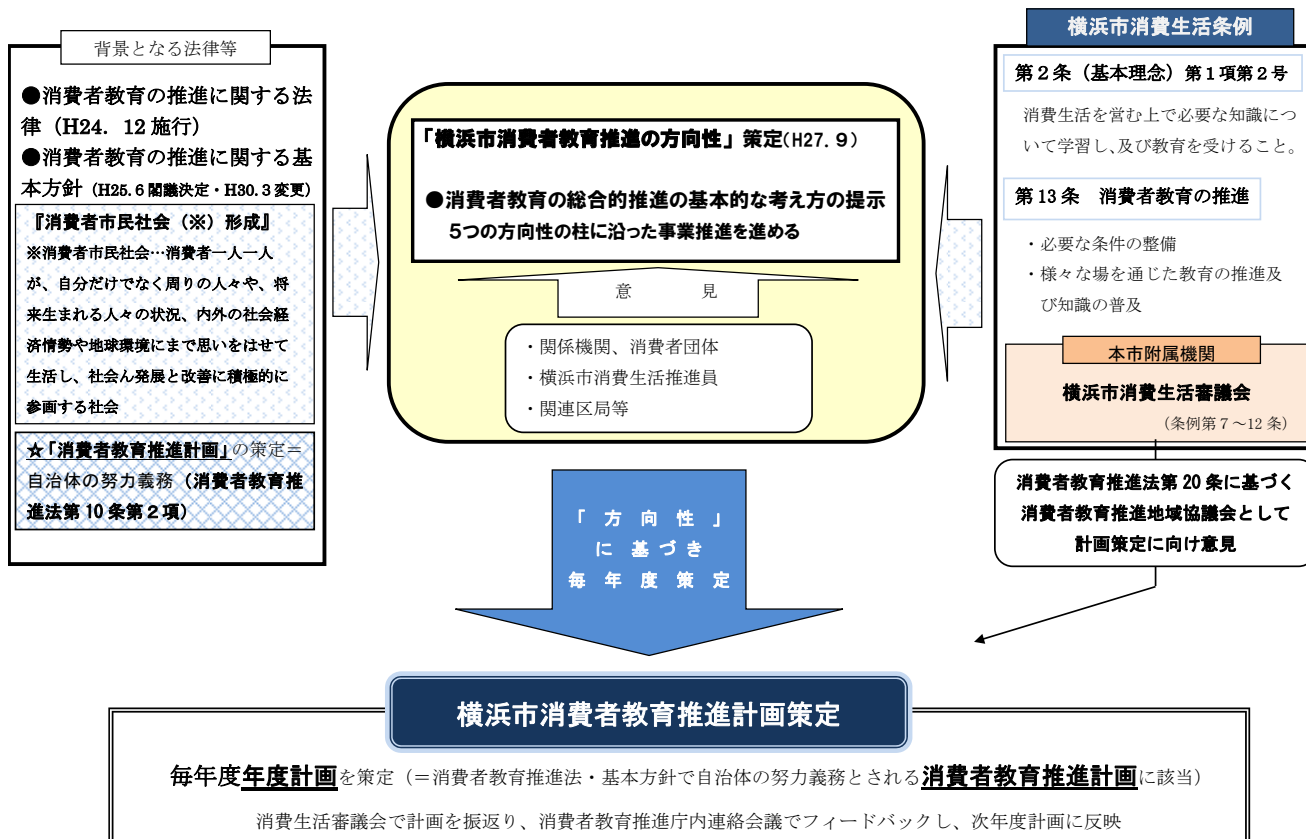 背景となる法律等
●消費者教育の推進に関する法
律（H24．12 施行）
●消費者教育の推進に関する基
本方針（H25.6 閣議決定・H30.3 変更）
『消費者市民社会（※）形成』
※消費者市民社会…消費者一人一人
が、自分だけでなく周りの人々や、将
来生まれる人々の状況、内外の社会経
済情勢や地球環境にまで思いをはせて
生活し、社会ん発展と改善に積極的に
参画する社会
☆「消費者教育推進計画」の策定＝
自治体の努力義務（消費者教育推
進法第 10 条第２項）
「横浜市消費者教育推進の方向性」策定(H27．9)
●消費者教育の総合的推進の基本的な考え方の提示
５つの方向性の柱に沿った事業推進を進める
意　見
・関係機関、消費者団体
・横浜市消費生活推進員
・関連区局等
横浜市消費生活条例
第２条（基本理念）第１項第２号
消費生活を営む上で必要な知識につ
いて学習し、及び教育を受けること。
第 13 条　消費者教育の推進
・必要な条件の整備
・様々な場を通じた教育の推進及
び知識の普及
本市附属機関
横浜市消費生活審議会
（条例第７～12 条）
消費者教育推進法第 20 条に基づく
消費者教育推進地域協議会として
計画策定に向け意見
「方向性」
に基づき
毎年度策定
横浜市消費者教育推進計画策定
毎年度年度計画を策定（＝消費者教育推進法・基本方針で自治体の努力義務とされる消費者教育推進計画に該当）
消費生活審議会で計画を振返り、消費者教育推進庁内連絡会議でフィードバックし、次年度計画に反映